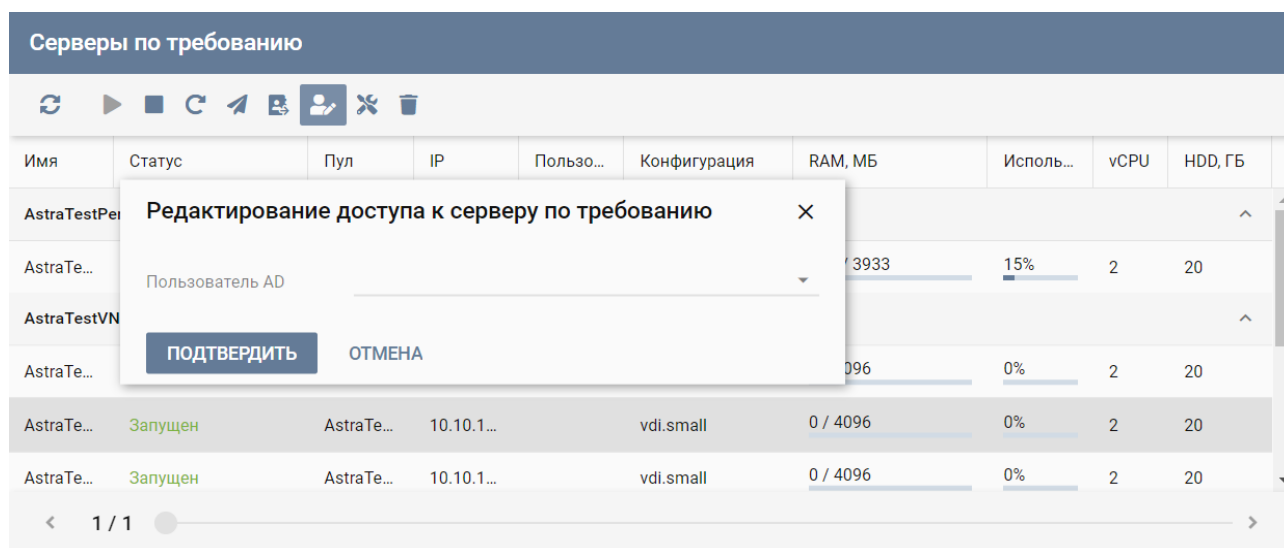 Серверы по требованию
Имя Статус Пул IP Пользо... Конфигурация RAM, МБ Исполь... vCPU HDD, ГБ
AstraTestPe
Редактирование доступа к серверу по требованию
AstraTe... / 3933 15% 2 20
Пользователь AD
AstraTestVN
ПОДТВЕРДИТЬ ОТМЕНА
AstraTe... 096 0% 2 20
AstraTe... Запущен AstraTe... 10.10.1... vdi.small 0 / 4096 0% 2 20
AstraTe... Запущен AstraTe... 10.10.1... vdi.small 0 / 4096 0% 2 20
1 / 1